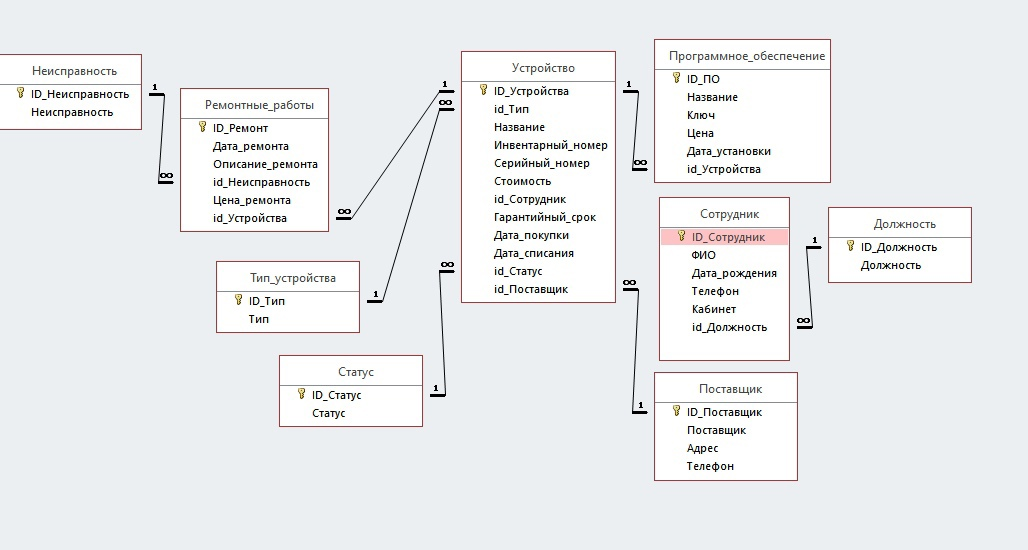 Неисправность
ID_Неисправность
Неисправность
1
∞
Ремонтные_работы
ID_Ремонт
Дата_ремонта
Описание_ремонта
id_Неисправность
Цена_ремонта
id_Устройства
∞
1
∞
Устройство
ID_Устройства
id_Тип
Название
Инвентарный_номер
Серийный_номер
Стоимость
id_Сотрудник
Гарантийный_срок
Дата_покупки
Дата_списания
id_Статус
id_Поставщик
1
∞
Программное_обеспечение
ID_ПО
Название
Ключ
Цена
Дата_установки
id_Устройства
Сотрудник
ID_Сотрудник
ФИО
Дата_рождения
Телефон
Кабинет
id_Должность
1
∞
Должность
ID_Должность
Должность
Тип_устройства
ID_Тип
Тип
1
∞
Статус
ID_Статус
Статус
1
∞
1
Поставщик
ID_Поставщик
Поставщик
Адрес
Телефон